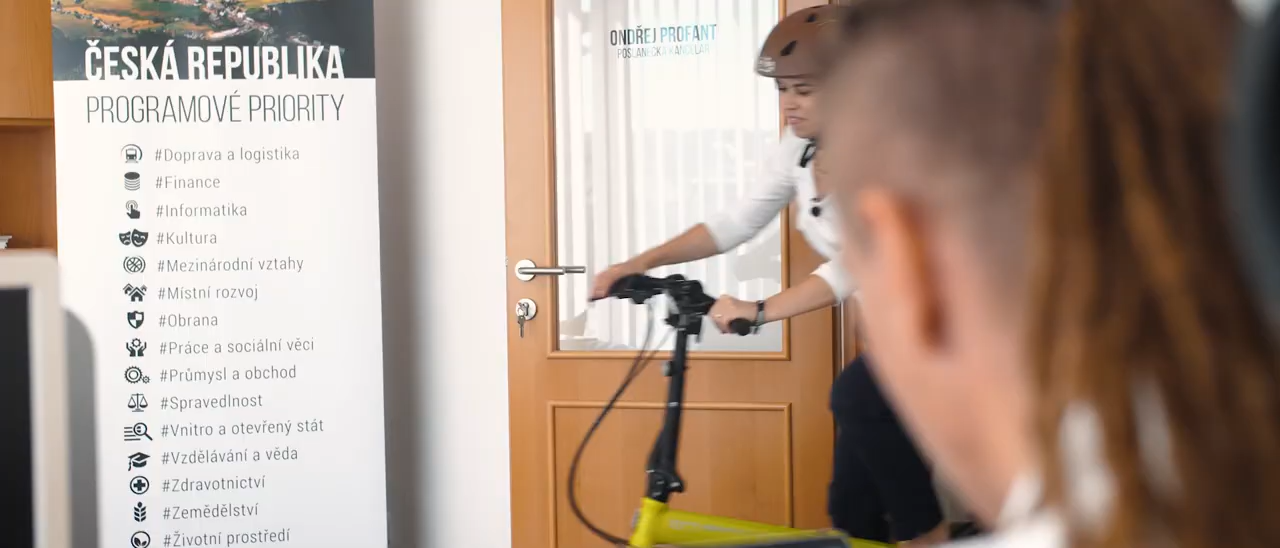 ČESKÁ REPUBLIKA
PROGRAMOVÉ PRIORITY
#Doprava a logistika
#Finance
#Informatika
#Kultura
#Mezinárodní vztahy
#Místní rozvoj
#Obrana
#Práce a sociální věci
#Průmysl a obchod
#Spravedlnost
#Vnitro a otevřený stát
#Vzdělávání a věda
#Zdravotnictví
#Zemědělství
#Životní prostředí
ONDŘEJ PROFANT
POSLANECKÁ KANCELÁŘ